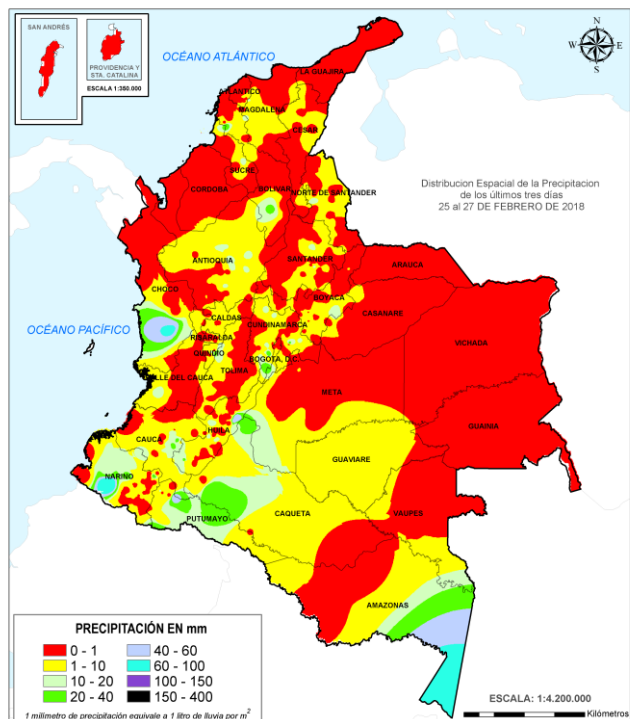 SAN ANDRÉS
PROVIDENCIA Y
STA. CATALINA
ESCALA 1:350.000
OCÉANO ATLÁNTICO
N
W E
S
LA GUAJIRA
ATLANTICO
MAGDALENA
CESAR
SUCRE
CORDOBA
BOLIVAR
NORTE DE SANTANDER
Distribucion Espacial de la Precipitacion
de los últimos tres días
25 al 27 DE FEBRERO DE 2018
ANTIOQUIA
SANTANDER
ARAUCA
CHOCO
BOYACA
CASANARE
OCÉANO PACÍFICO
CALDAS
CUNDINAMARCA
RISARALDA
VICHADA
QUINDIO
BOGOTA, D.C.
TOLIMA
VALLE DEL CAUCA
META
GUAINIA
HUILA
CAUCA
GUAVIARE
NARIÑO
CAQUETA
VAUPES
PUTUMAYO
AMAZONAS
PRECIPITACIÓN EN mm
0 - 1 40 - 60
1 - 10 60 - 100
10 - 20 100 - 150
20 - 40 150 - 400
1 milimetro de precipitación equivale a 1 litro de lluvia por m²
ESCALA: 1:4.200.000
Kilómetros